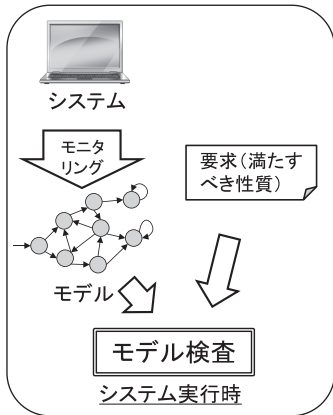 システム
モニタ
リング
要求(満たす
べき性質)
モデル
モデル検査
システム実行時